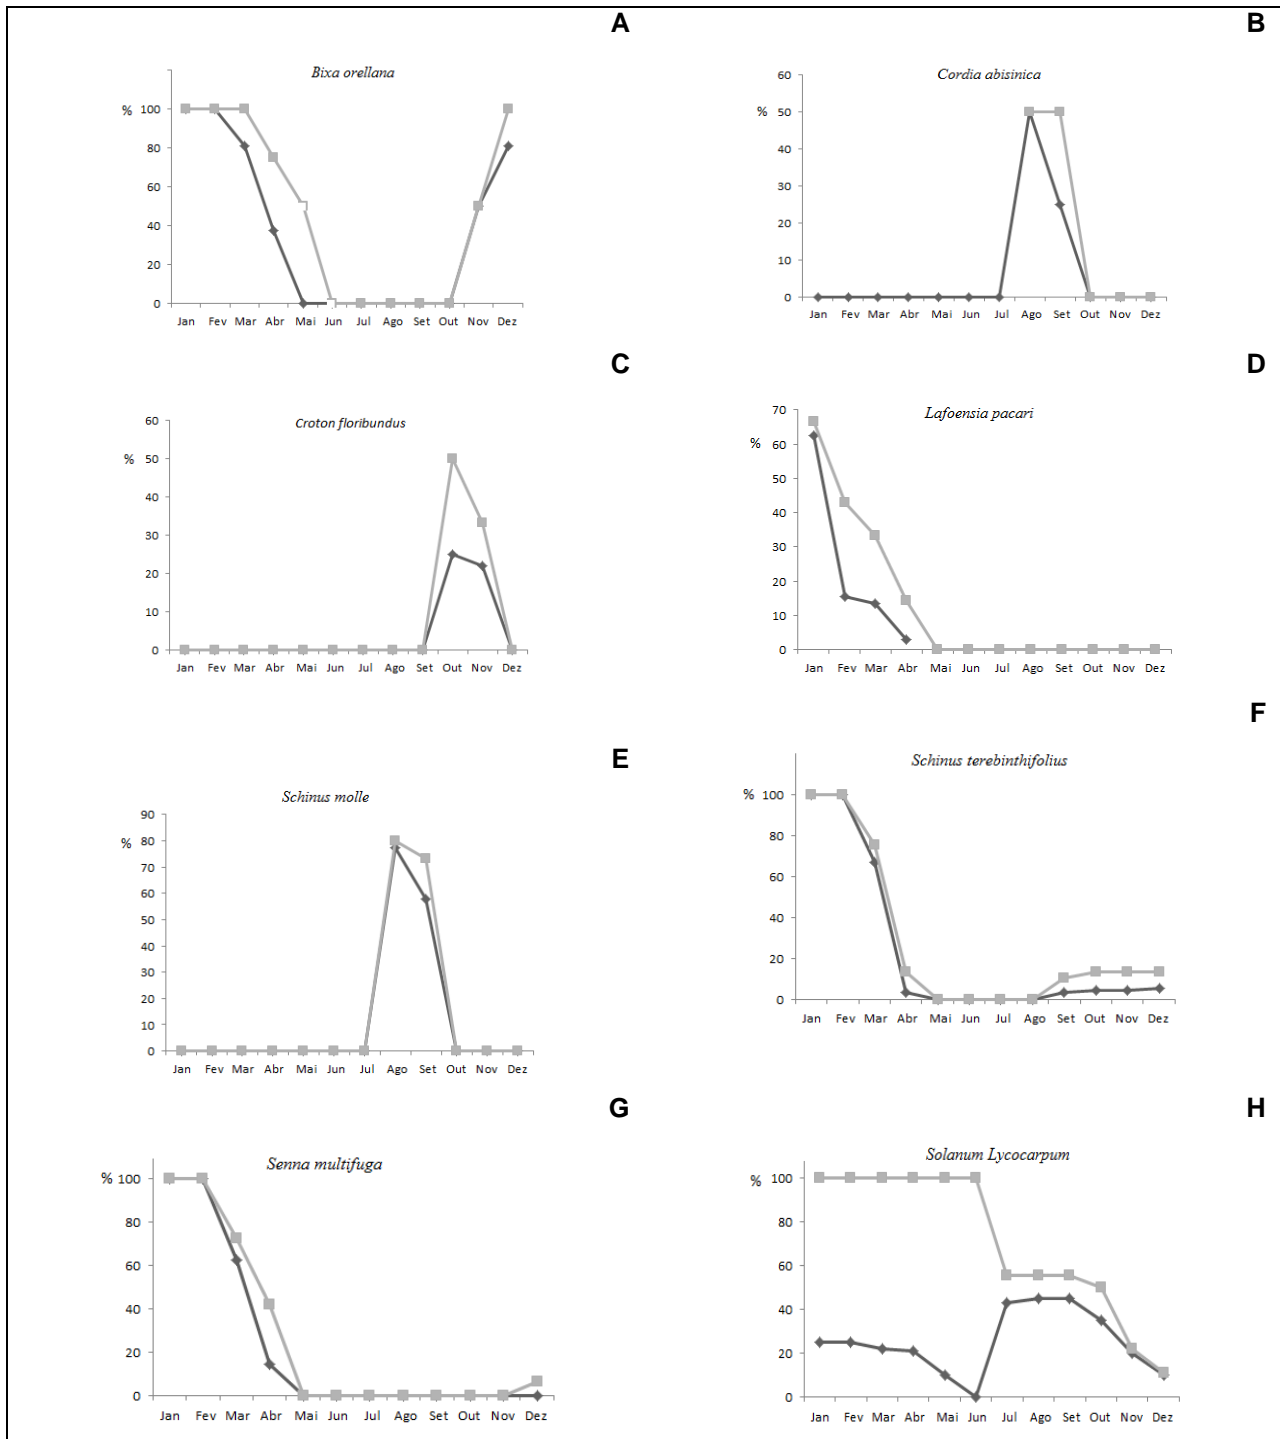 A
B
Bixa orellana
% 100
80
60
40
20
0
Jan Fev Mar Abr Mai Jun Jul Ago Set Out Nov Dez
Cordia abisinica
60
% 50
40
30
20
10
0
Jan Fev Mar Abr Mai Jun Jul Ago Set Out Nov Dez
C
D
Croton floribundus
60
% 50
40
30
20
10
0
Jan Fev Mar Abr Mai Jun Jul Ago Set Out Nov Dez
Lafoensia pacari
70
% 60
50
40
30
20
10
0
Jan Fev Mar Abr Mai Jun Jul Ago Set Out Nov Dez
E
F
Schinus molle
90
% 80
70
60
50
40
30
20
10
0
Jan Fev Mar Abr Mai Jun Jul Ago Set Out Nov Dez
Schinus terebinthifolius
% 100
80
60
40
20
0
Jan Fev Mar Abr Mai Jun Jul Ago Set Out Nov Dez
G
H
Senna multifuga
% 100
80
60
40
20
0
Jan Fev Mar Abr Mai Jun Jul Ago Set Out Nov Dez
Solanum Lycocarpum
% 100
80
60
40
20
0
Jan Fev Mar Abr Mai Jun Jul Ago Set Out Nov Dez